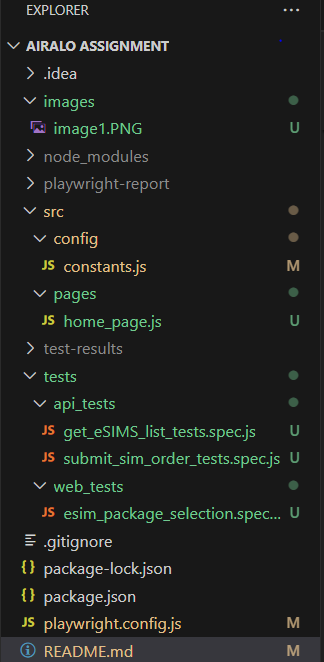 EXPLORER ...
AIRALO ASSIGNMENT
.idea
images
image1.PNG U
node_modules
playwright-report
src
config
JS constants.js M
pages
JS home_page.js U
test-results
tests
api_tests
JS get_eSIMS_list_tests.spec.js U
JS submit_sim_order_tests.spec.js U
web_tests
JS esim_package_selection.spec... U
.gitignore
{} package-lock.json
{} package.json
JS playwright.config.js M
README.md M